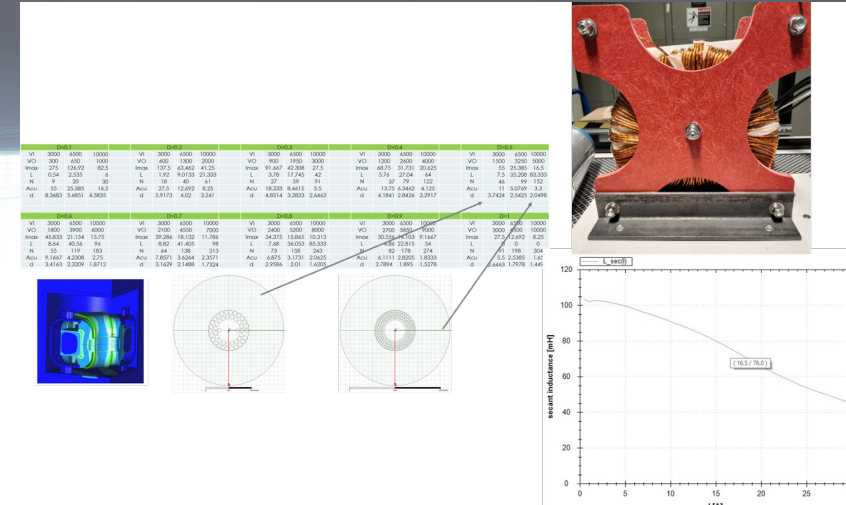 D=0.1 D=0.2 D=0.3 D=0.4 D=0.5
VI 3000 6500 10000 VI 3000 6500 10000 VI 3000 6500 10000 VI 3000 6500 10000 VI 3000 6500 10000
VO 300 650 1000 VO 600 1300 2000 VO 900 1950 3000 VO 1200 2600 4000 VO 1500 3250 5000
Imax 275 126.92 82.5 Imax 137.5 63.462 41.25 Imax 91.667 42.308 27.5 Imax 68.75 31.731 20.625 Imax 55 25.385 16.5
L 0.54 2.535 6 L 1.92 9.0133 21.333 L 3.78 17.745 42 L 5.76 27.04 64 L 7.5 35.208 83.333
N 9 20 30 N 18 40 61 N 27 59 91 N 37 79 122 N 46 99 152
Acu 55 25.385 16.5 Acu 27.5 12.692 8.25 Acu 18.333 8.4615 5.5 Acu 13.75 6.3462 4.125 Acu 11 5.0769 3.3
d 8.3683 5.6851 4.5835 d 5.9173 4.02 3.241 d 4.8314 3.2823 2.6463 d 4.1841 2.8426 2.2917 d 3.7424 2.5425 2.0498
D=0.6 D=0.7 D=0.8 D=0.9 D=1
VI 3000 6500 10000 VI 3000 6500 10000 VI 3000 6500 10000 VI 3000 6500 10000 VI 3000 6500 10000
VO 1800 3900 6000 VO 2100 4550 7000 VO 2400 5200 8000 VO 2700 5850 9000 VO 3000 6500 10000
Imax 45.833 21.154 13.75 Imax 39.286 18.132 11.786 Imax 34.375 15.865 10.313 Imax 30.556 14.103 9.1667 Imax 27.5 12.692 8.25
L 8.64 40.56 96 L 8.82 41.405 98 L 7.68 36.053 85.333 L 4.86 22.815 54 L 0 0 0
N 55 119 183 N 64 138 213 N 73 158 243 N 82 178 274 N 91 198 304
Acu 9.1667 4.2308 2.75 Acu 7.8571 3.6264 2.3571 Acu 6.875 3.1731 2.0625 Acu 6.1111 2.8205 1.8333 Acu 5.5 2.5385 1.65
d 3.4163 2.3209 1.8712 d 3.1629 2.1488 1.7324 d 2.9586 2.01 1.6205 d 2.7894 1.895 1.5278 d 2.6463 1.7978
L_sec(I)
secant inductance [mH]
120
100
80
60
40
20
0
(16.5 / 76.0)
0 5 10 15 20 25